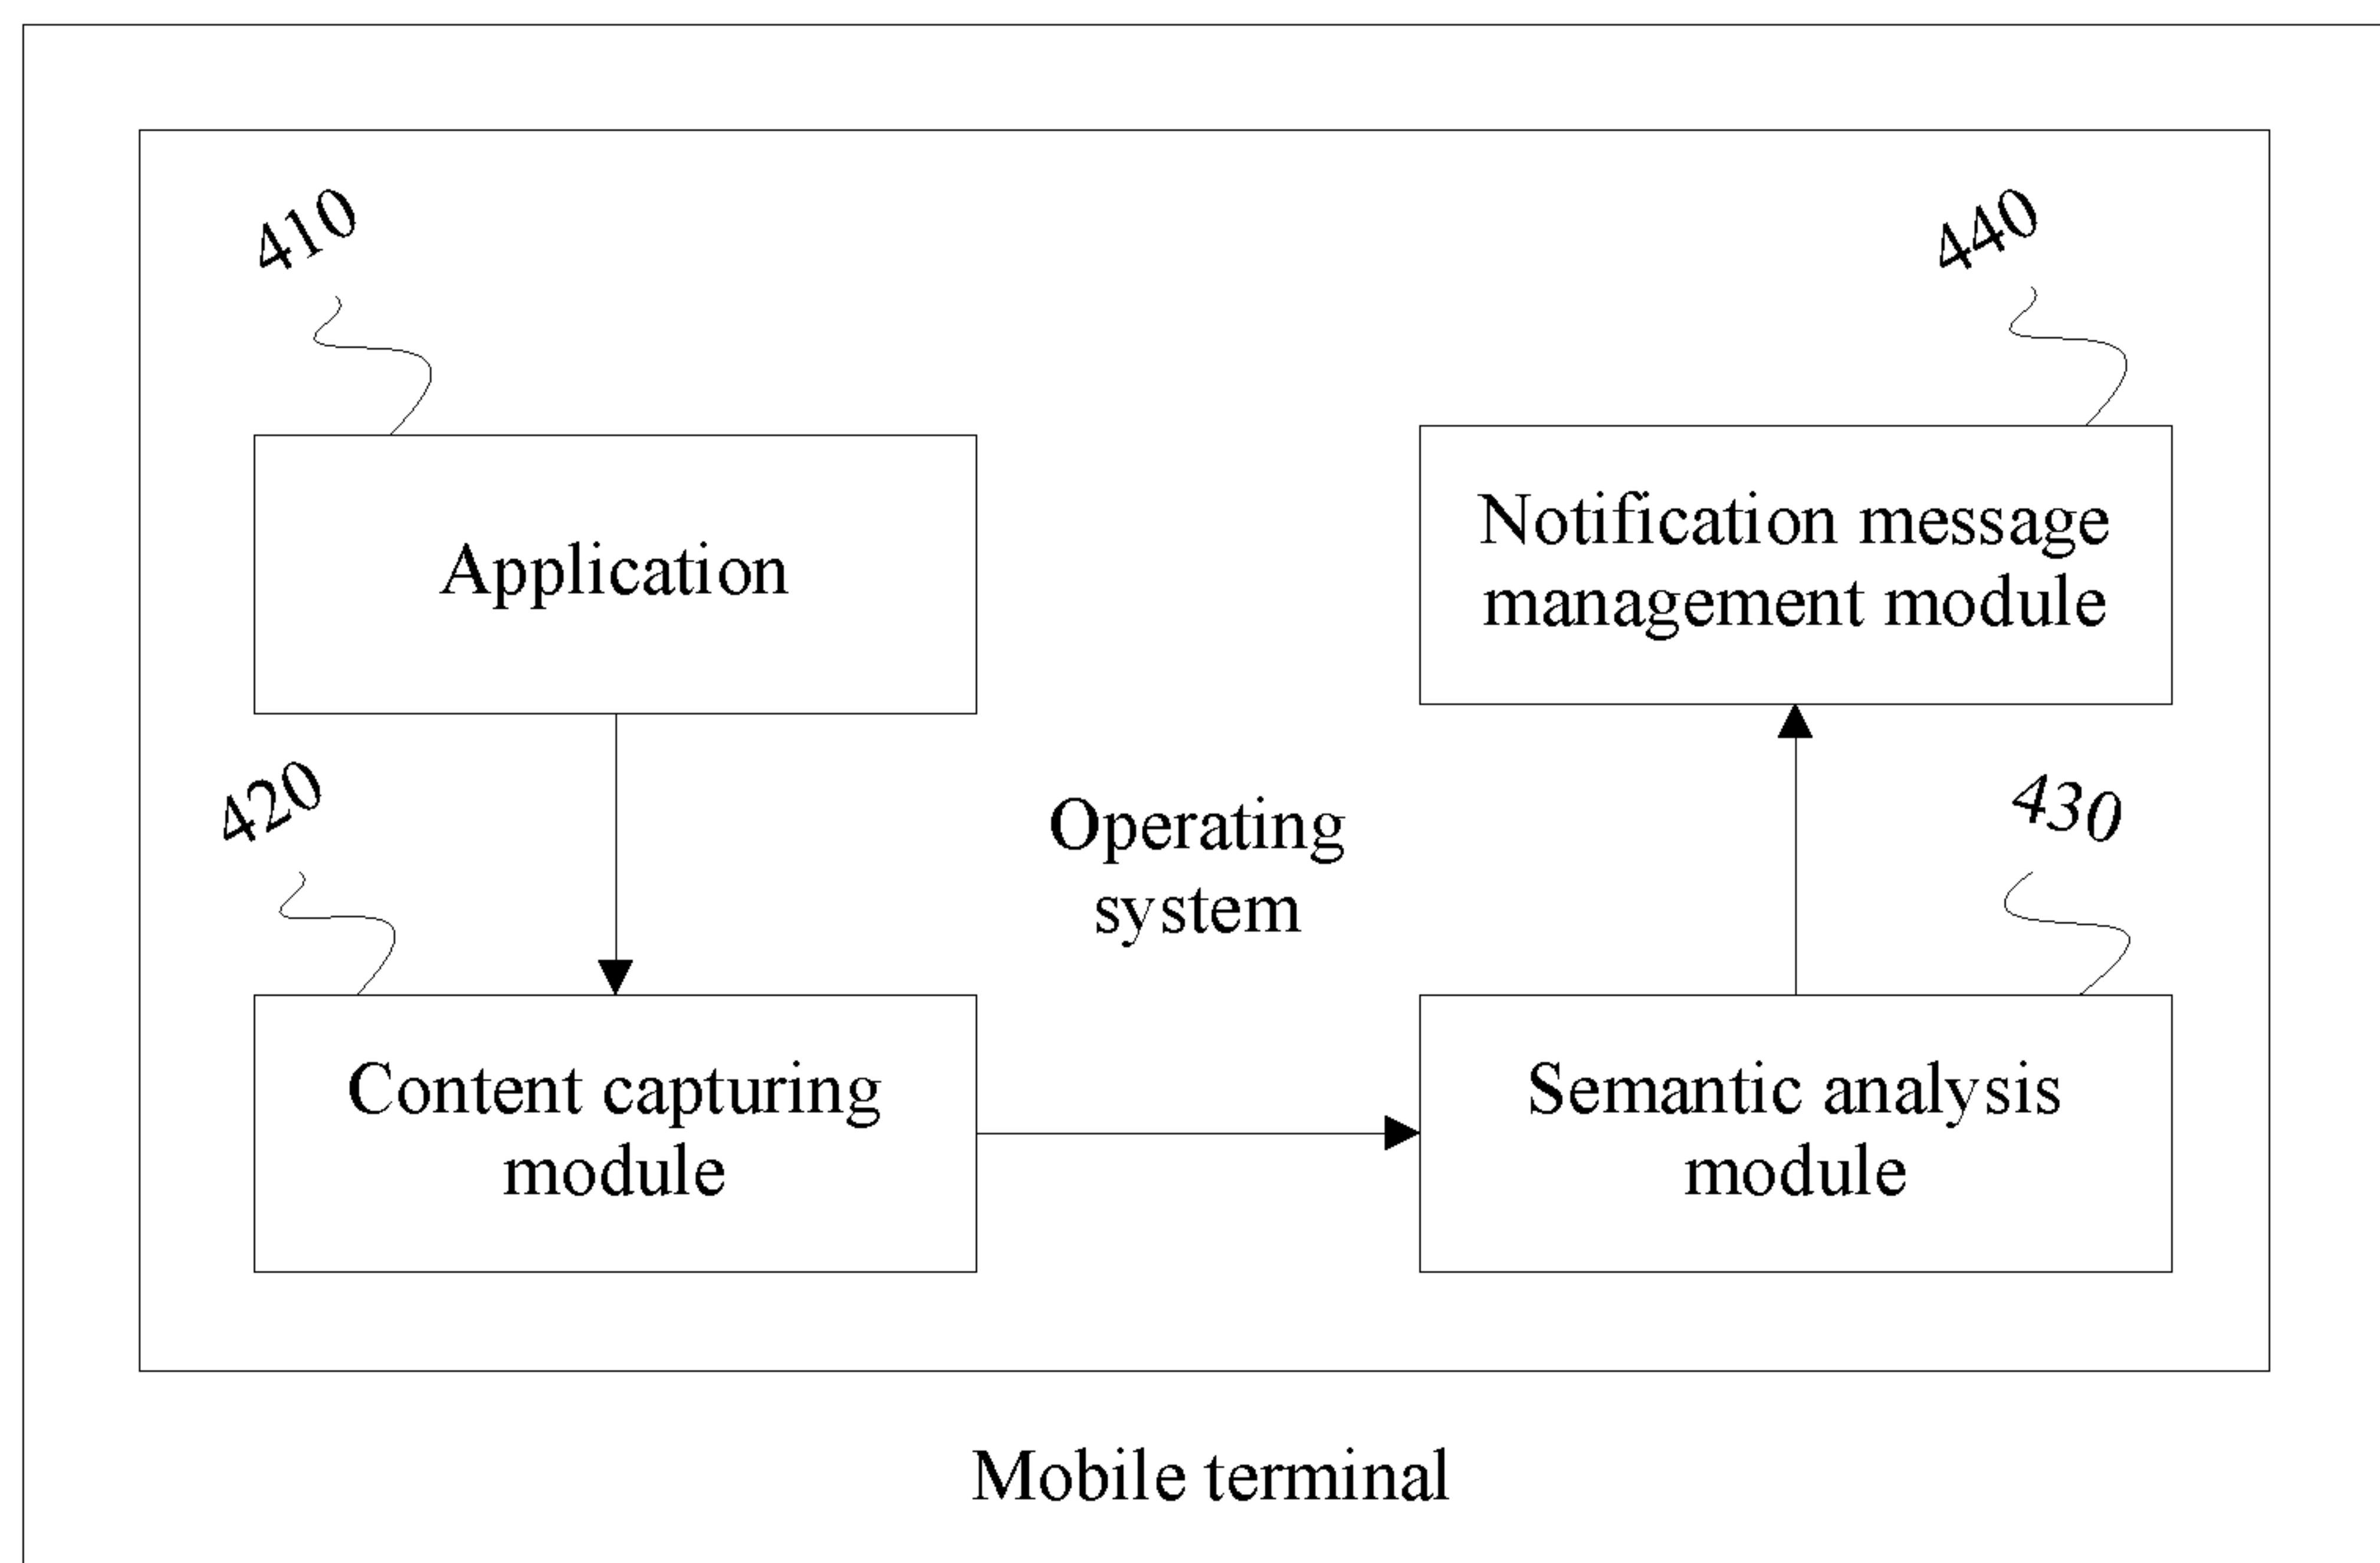 410
440
Application
Notification message
management module
420
Operating
system
430
Content capturing
module
Semantic analysis
module
Mobile terminal